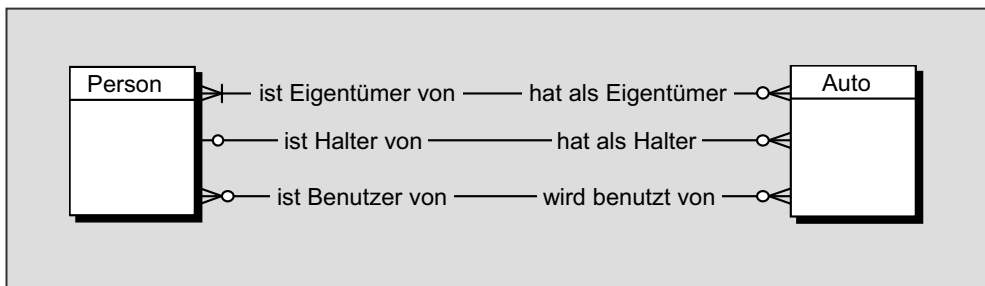 Person
Auto
ist Eigentümer von hat als Eigentümer
ist Halter von hat als Halter
ist Benutzer von wird benutzt von